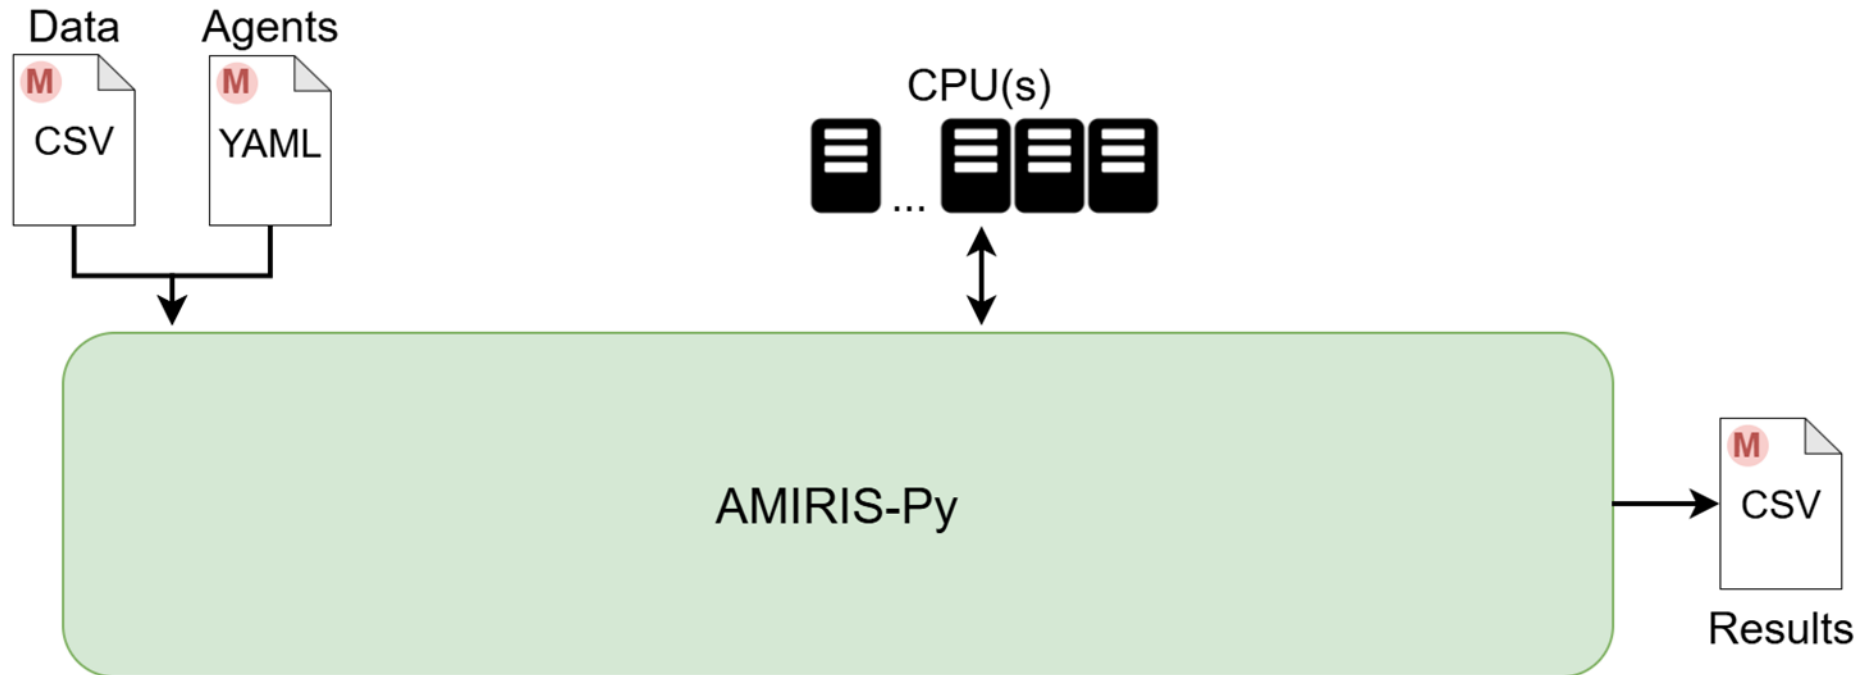 Data
Agents
M
CSV
M
YAML
CPU(s)
...
AMIRIS-Py
M
CSV
Results